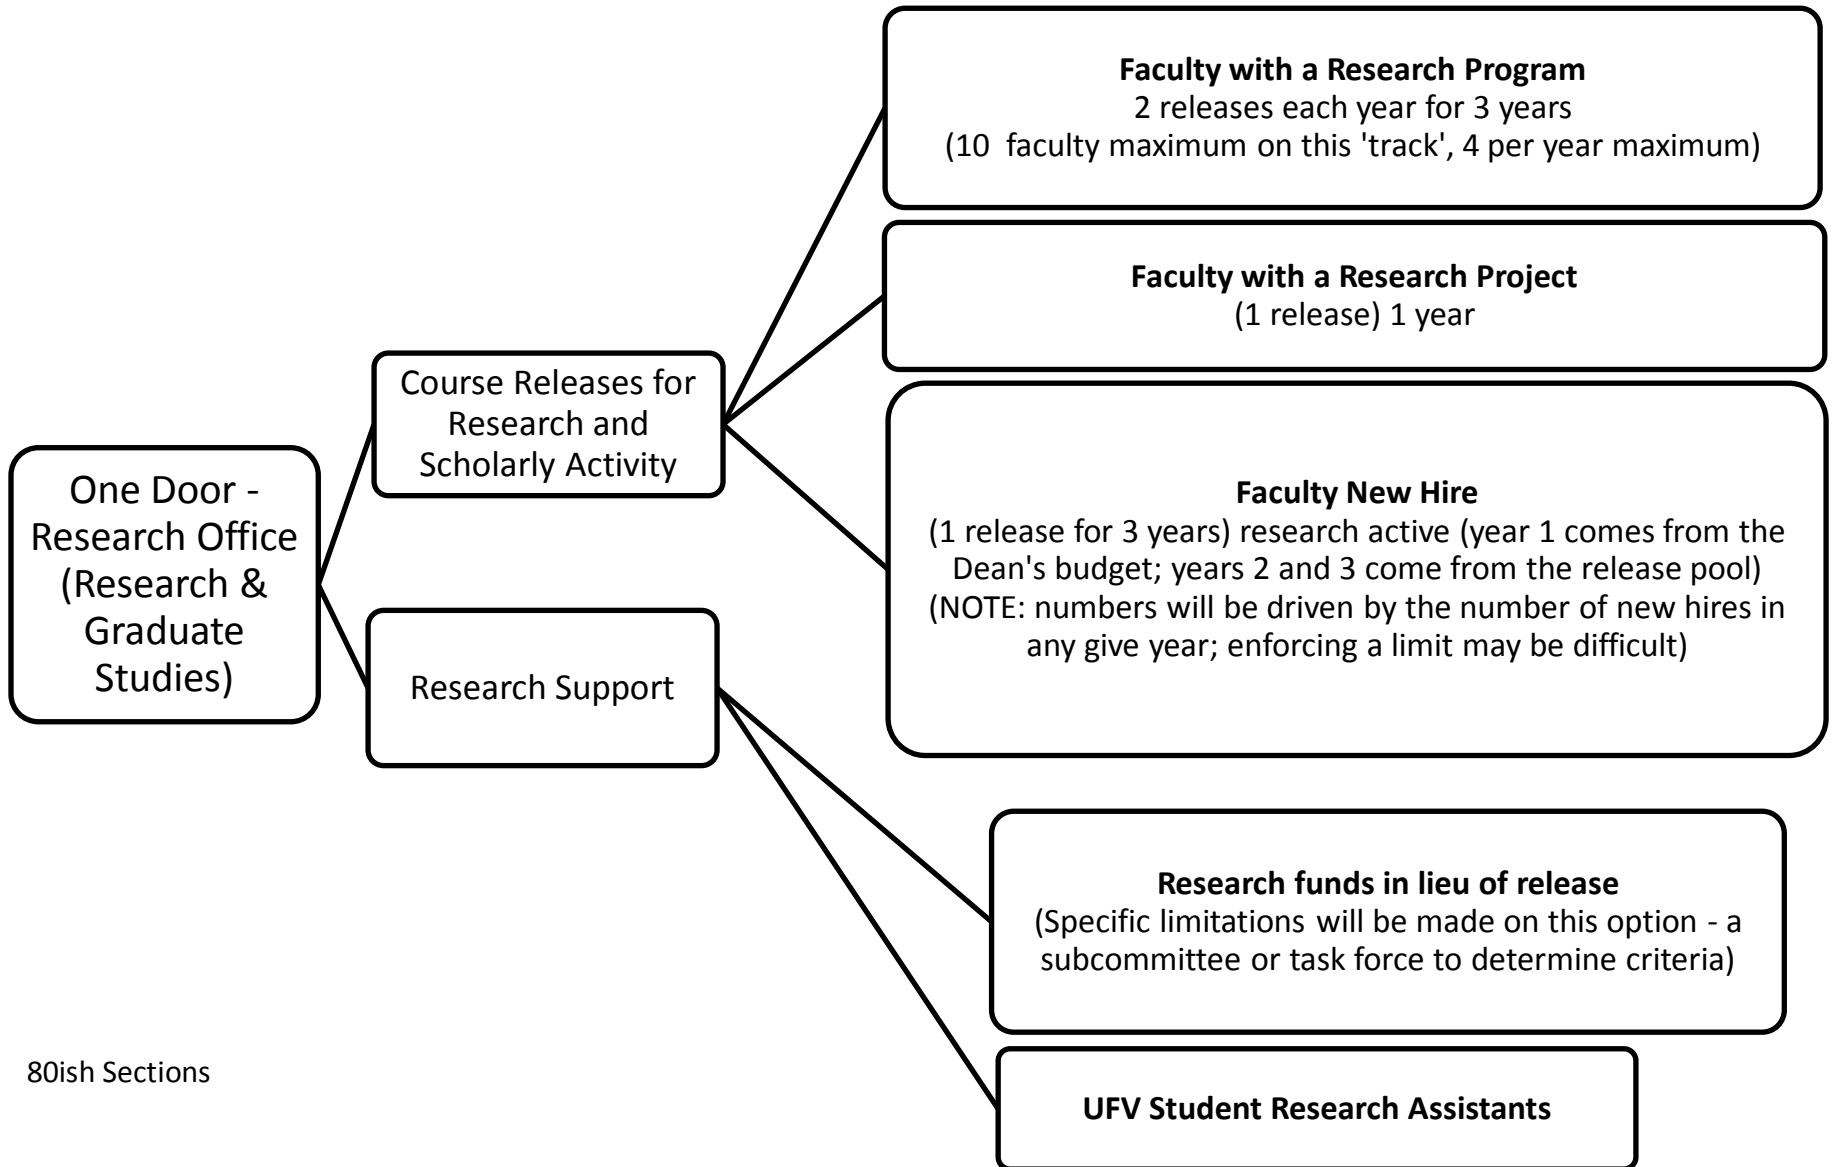 One Door -
Research Office
(Research &
Graduate
Studies)
Course Releases for
Research and
Scholarly Activity
Faculty with a Research Program
2 releases each year for 3 years
(10 faculty maximum on this 'track', 4 per year maximum)
Faculty with a Research Project
(1 release) 1 year
Faculty New Hire
(1 release for 3 years) research active (year 1 comes from the
Dean's budget; years 2 and 3 come from the release pool)
(NOTE: numbers will be driven by the number of new hires in
any give year; enforcing a limit may be difficult)
Research Support
Research funds in lieu of release
(Specific limitations will be made on this option - a
subcommittee or task force to determine criteria)
UFV Student Research Assistants
80ish Sections